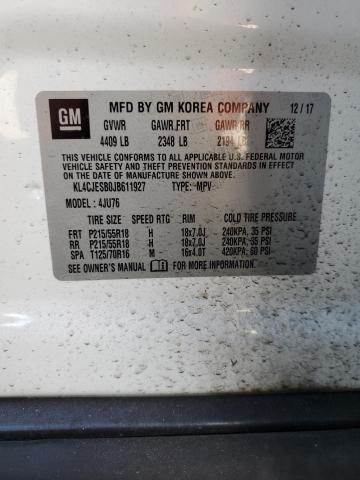 GM
MFD BY GM KOREA COMPANY 12/17
GVWR GAWR FRT GAWR RR
4409 LB 2348 LB 2194 LB
THIS VEHICLE CONFORMS TO ALL APPLICABLE U.S. FEDERAL MOTOR
VEHICLE SAFETY, BUMPER, AND THEFT PREVENTION STANDARDS IN
EFFECT ON THE DATE OF MANUFACTURE SHOWN ABOVE.
KL4CJESB0JB611927 TYPE: MPV
MODEL: 4JU76
TIRE SIZE SPEED RTG RIM COLD TIRE PRESSURE
FRT P215/55R18 H 18x7.0J 240KPA, 35 PSI
RR P215/55R18 H 18x7.0J 240KPA, 35 PSI
SPA T125/70R16 M 16x4.0T 420KPA, 60 PSI
SEE OWNER'S MANUAL FOR ADDITIONAL INFORMATION